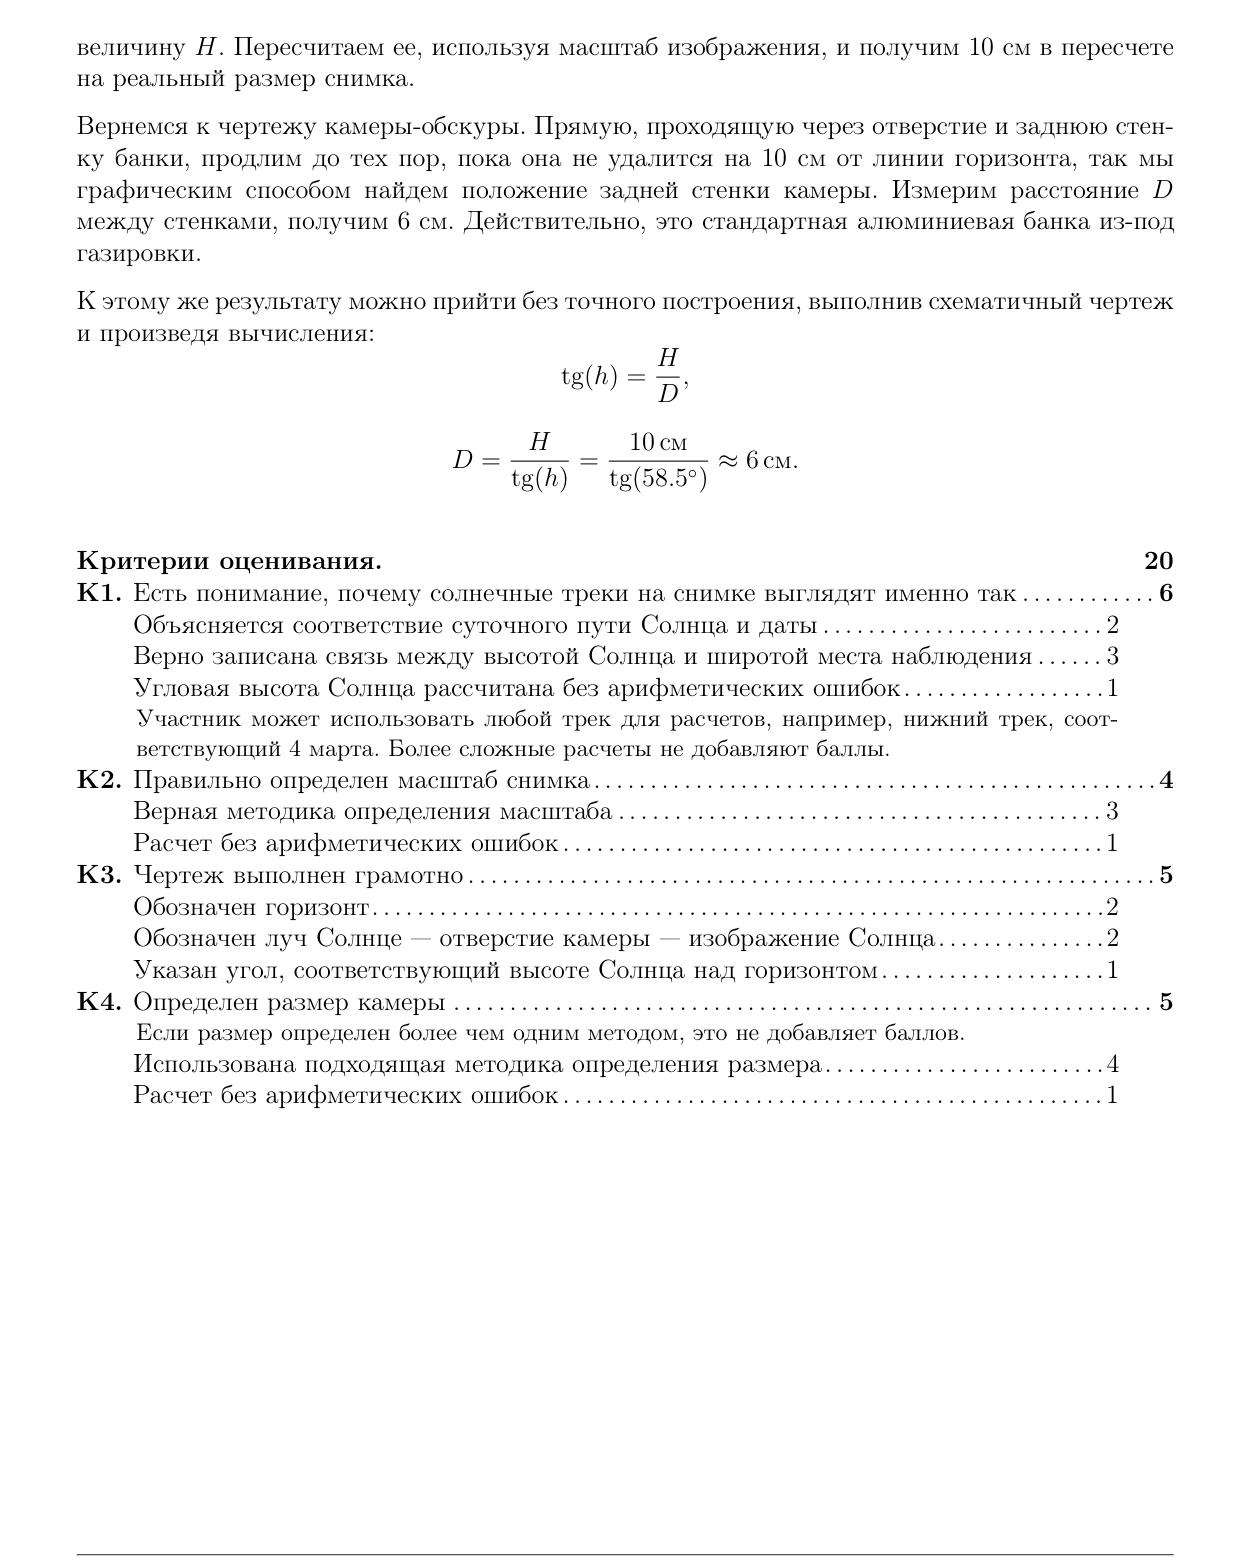 величину H. Пересчитаем ее, используя масштаб изображения, и получим 10 см в пересчете
на реальный размер снимка.
Вернемся к чертежу камеры-обскуры. Прямую, проходящую через отверстие и заднюю стен-
ку банки, продлим до тех пор, пока она не удалится на 10 см от линии горизонта, так мы
графическим способом найдем положение задней стенки камеры. Измерим расстояние D
между стенками, получим 6 см. Действительно, это стандартная алюминиевая банка из-под
газировки.
К этому же результату можно прийти без точного построения, выполнив схематичный чертеж
и произведя вычисления:
tg(h) = H/D,
D = H/tg(h) = 10 см/tg(58.5°) ≈ 6 см.
Критерии оценивания. 20
K1. Есть понимание, почему солнечные треки на снимке выглядят именно так ............ 6
Объясняется соответствие суточного пути Солнца и даты ......................... 2
Верно записана связь между высотой Солнца и широтой места наблюдения ...... 3
Угловая высота Солнца рассчитана без арифметических ошибок .................. 1
Участник может использовать любой трек для расчетов, например, нижний трек, соот-
ветствующий 4 марта. Более сложные расчеты не добавляют баллы.
K2. Правильно определен масштаб снимка .................................................. 4
Верная методика определения масштаба ........................................... 3
Расчет без арифметических ошибок ................................................ 1
K3. Чертеж выполнен грамотно ............................................................. 5
Обозначен горизонт ................................................................. 2
Обозначен луч Солнце — отверстие камеры — изображение Солнца ............... 2
Указан угол, соответствующий высоте Солнца над горизонтом .................... 1
K4. Определен размер камеры .............................................................. 5
Если размер определен более чем одним методом, это не добавляет баллов.
Использована подходящая методика определения размера ......................... 4
Расчет без арифметических ошибок ................................................ 1